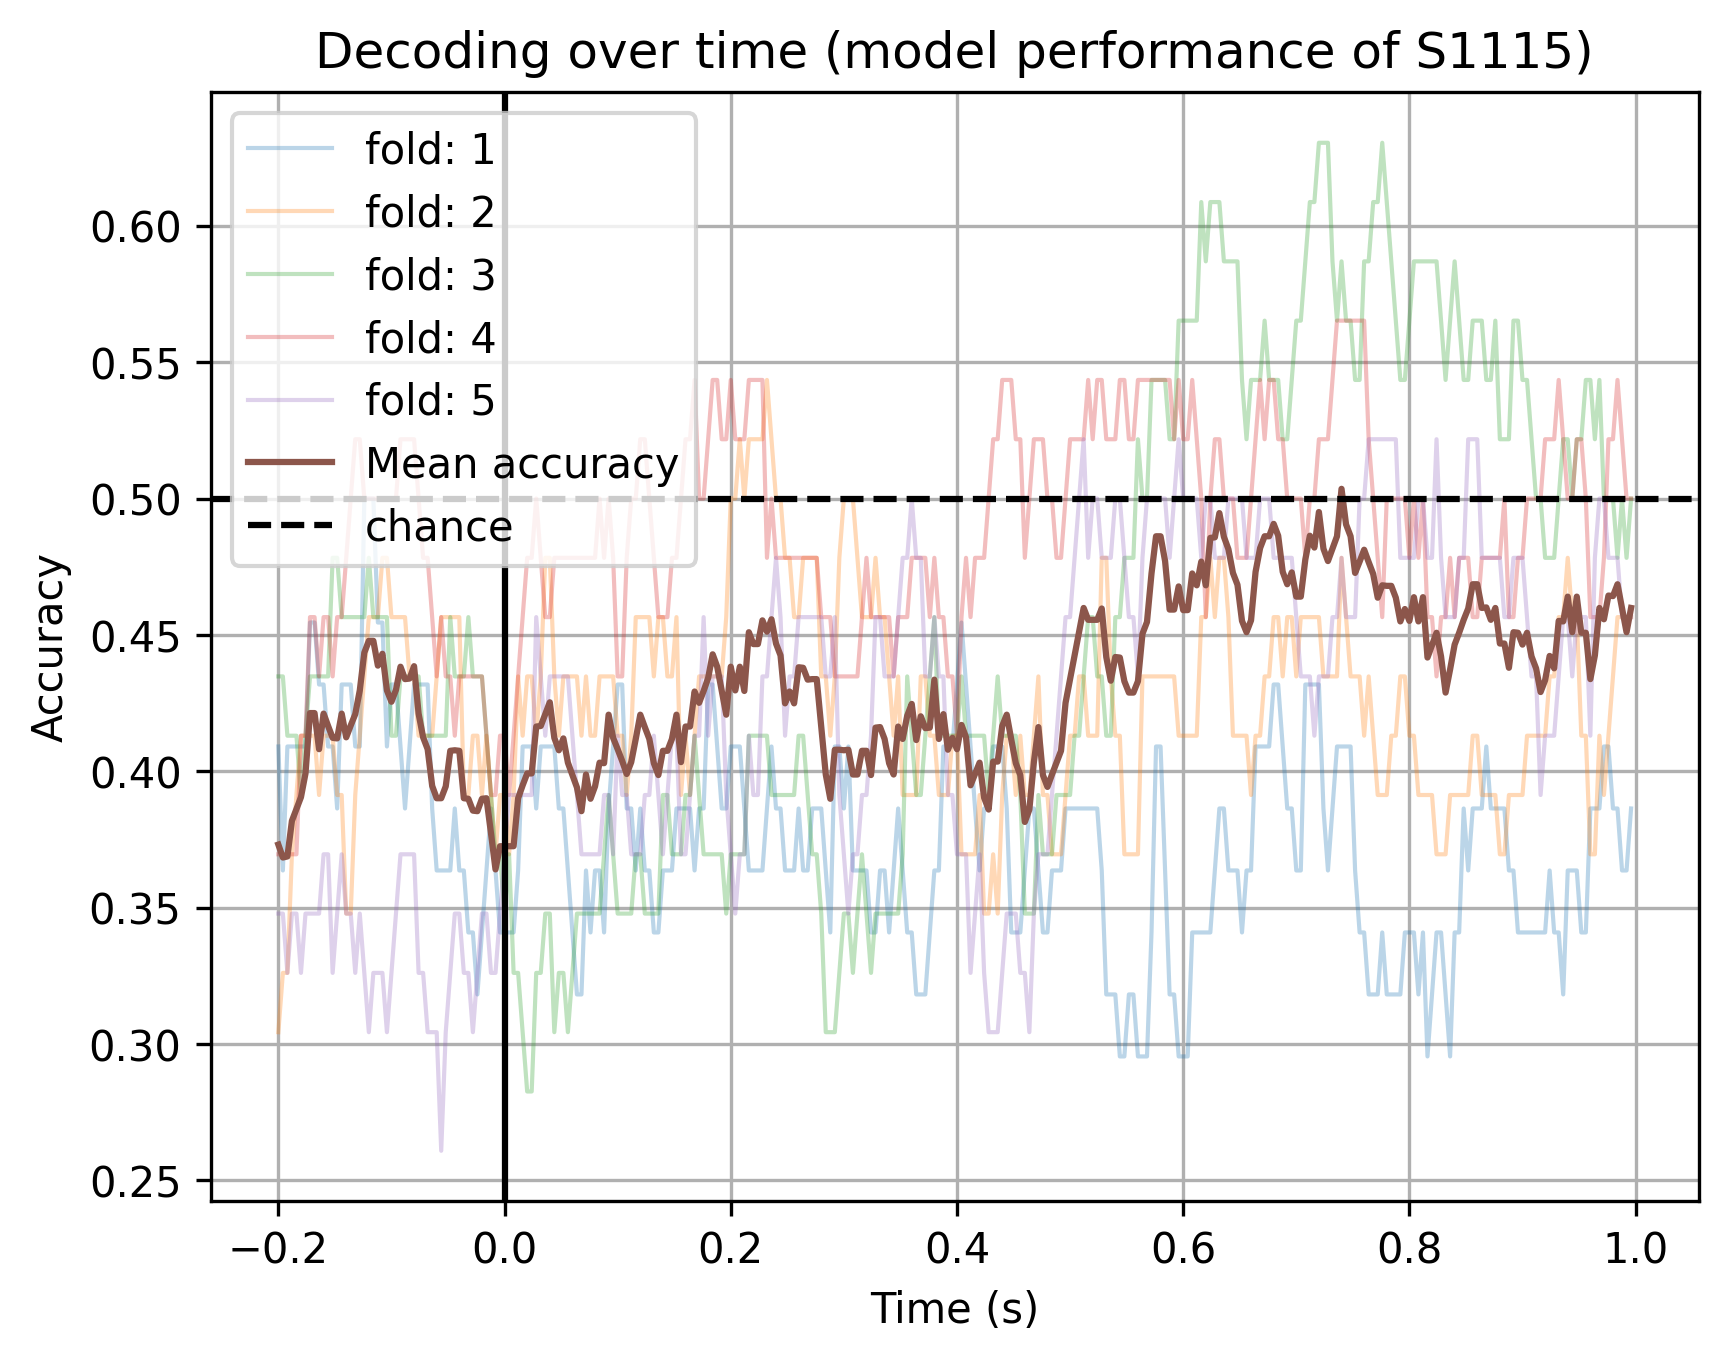 Decoding over time (model performance of S1115)
fold: 1
fold: 2
fold: 3
fold: 4
fold: 5
Mean accuracy
chance
Accuracy
0.60
0.55
0.50
0.45
0.40
0.35
0.30
0.25
−0.2 0.0 0.2 0.4 0.6 0.8 1.0
Time (s)